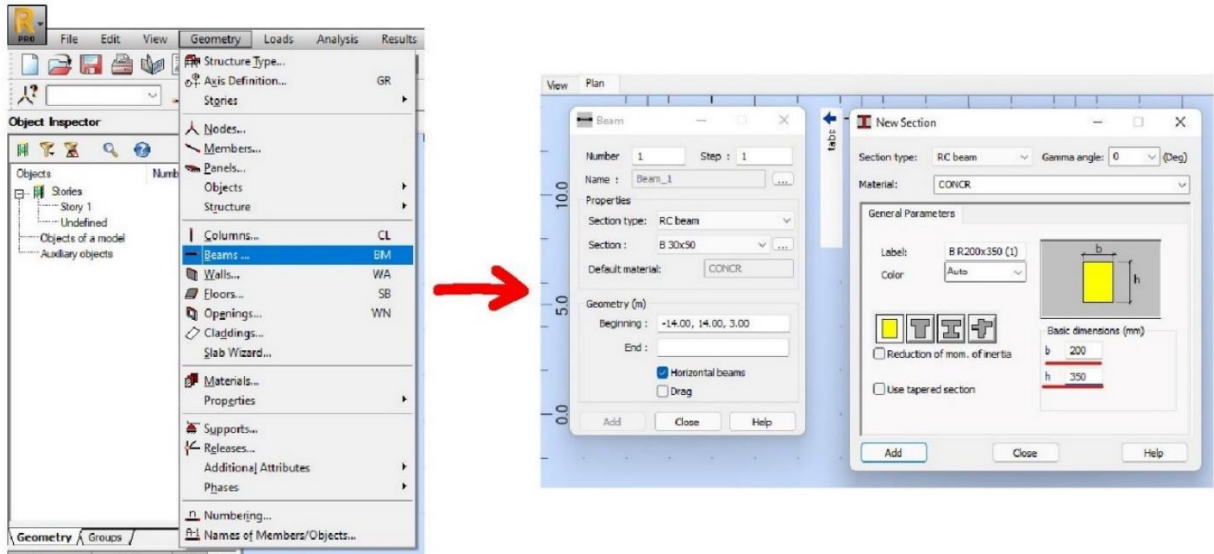 PRO File Edit View Geometry Loads Analysis Results
Object Inspector
Objects Numb
Stories
Story 1
Undefined
Objects of a model
Auxiliary objects
Geometry Groups
Structure Type...
Axis Definition... GR
Stories
Nodes...
Members...
Panels...
Objects
Structure
Columns... CL
Beams ... BM
Walls... WA
Floors... SB
Openings... WN
Claddings...
Slab Wizard...
Materials...
Properties
Supports...
Releases...
Additional Attributes
Phases
Numbering...
Names of Members/Objects...
View Plan
10.0
5.0
0.0
Beam
Number 1 Step : 1
Name : Beam_1 ...
Properties
Section type: RC beam
Section : B 30x50 ...
Default material: CONCR
Geometry (m)
Beginning : -14.00, 14.00, 3.00
End :
Horizontal beams
Drag
Add Close Help
tabs
New Section
Section type: RC beam Gamma angle: 0 (Deg)
Material: CONCR
General Parameters
Label: B R200x350 (1)
Color Auto
b
h
Reduction of mom. of inertia
Use tapered section
Basic dimensions (mm)
b 200
h 350
Add Close Help